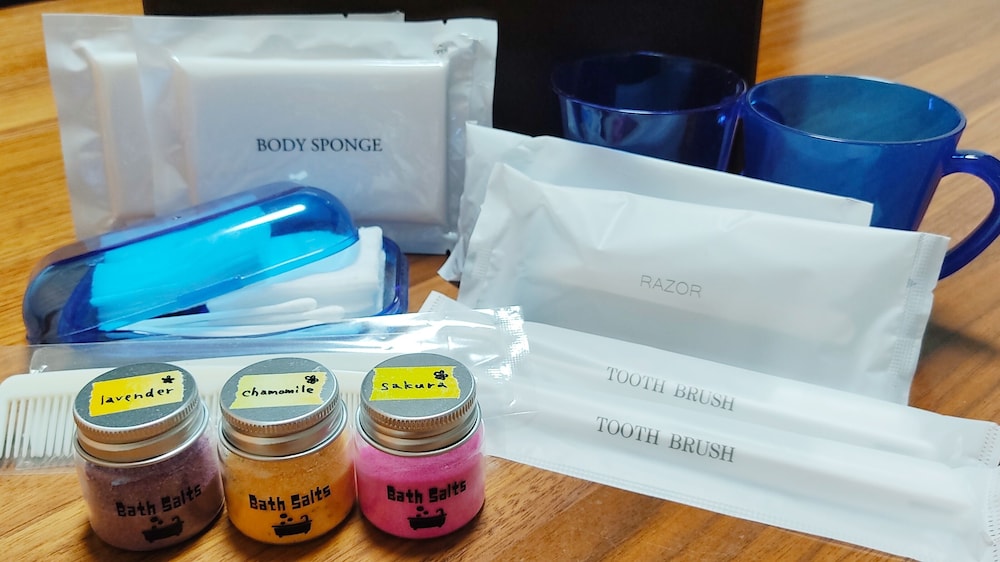 BODY SPONGE
RAZOR
TOOTH BRUSH
TOOTH BRUSH
lavender
chamomile
sakura
Bath Salts
Bath Salts
Bath Salts